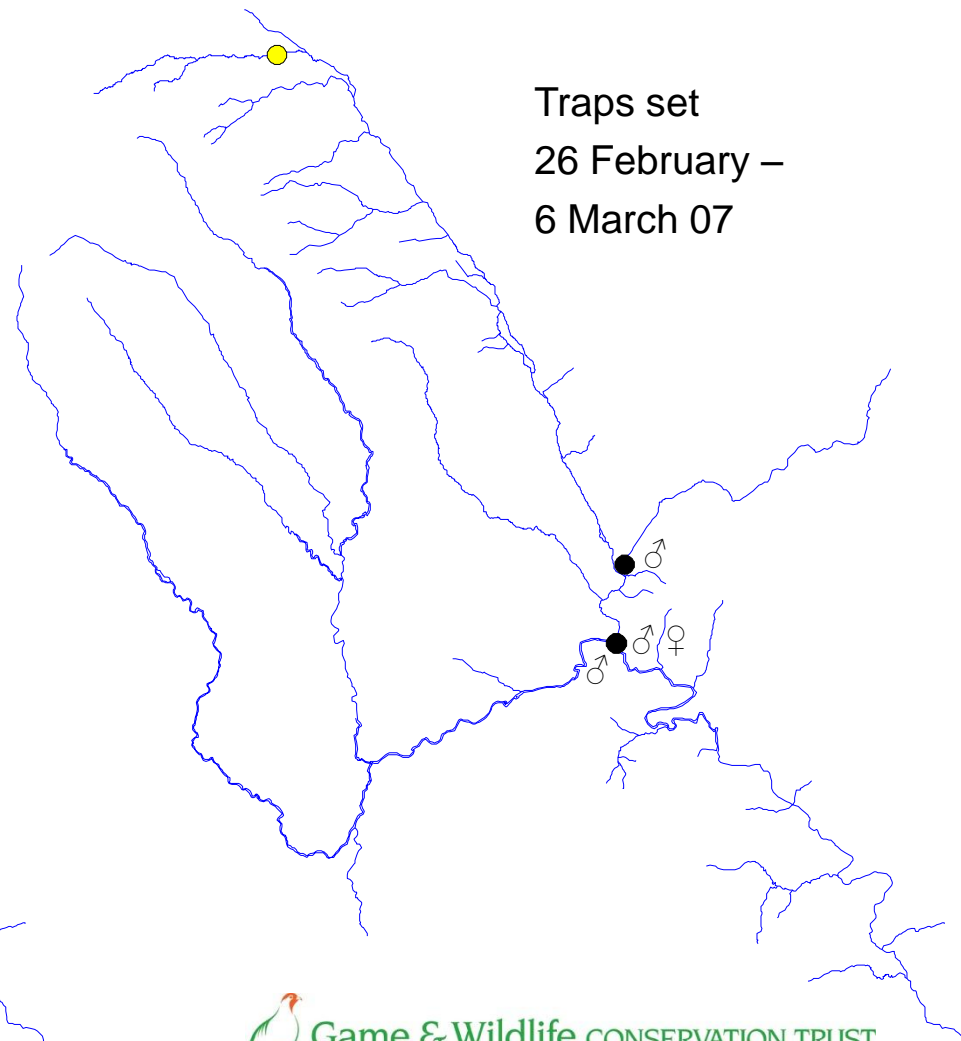 Traps set
26 February –
6 March 07
♂
♂ ♀
♂
Game & Wildlife CONSERVATION TRUST